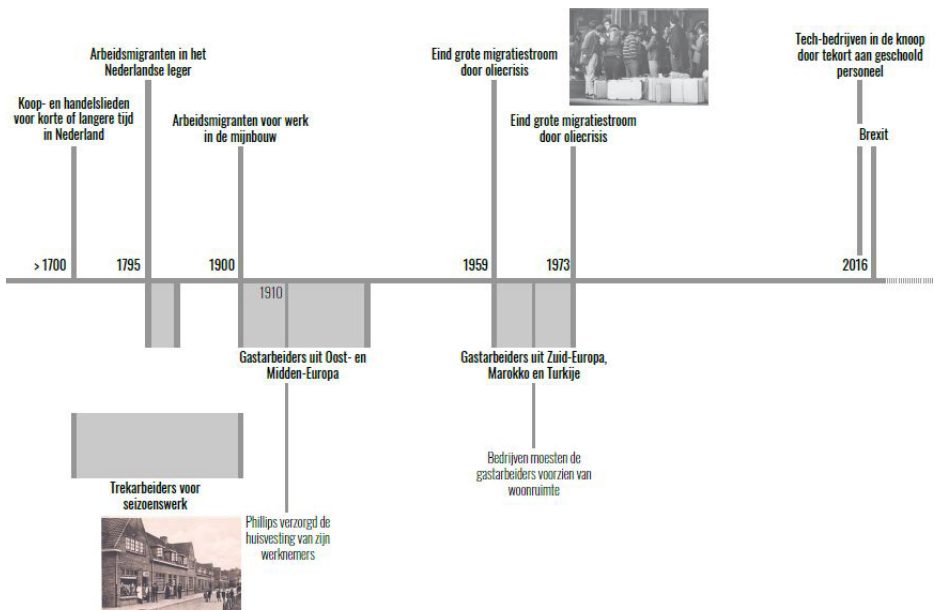 Arbeidsmigranten in het
Nederlandse leger
Koop- en handelslieden
voor korte of langere tijd
in Nederland
Arbeidsmigranten voor werk
in de mijnbouw
Eind grote migratiestroom
door oliecrisis
Eind grote migratiestroom
door oliecrisis
Tech-bedrijven in de knoop
door tekort aan geschoold
personeel
Brexit
> 1700
1795
1900
1959
1973
2016
1910
Gastarbeiders uit Oost- en
Midden-Europa
Gastarbeiders uit Zuid-Europa,
Marokko en Turkije
Bedrijven moesten de
gastarbeiders voorzien van
woonruimte
Trekarbeiders voor
seizoenswerk
Phillips verzorgd de
huisvesting van zijn
werknemers